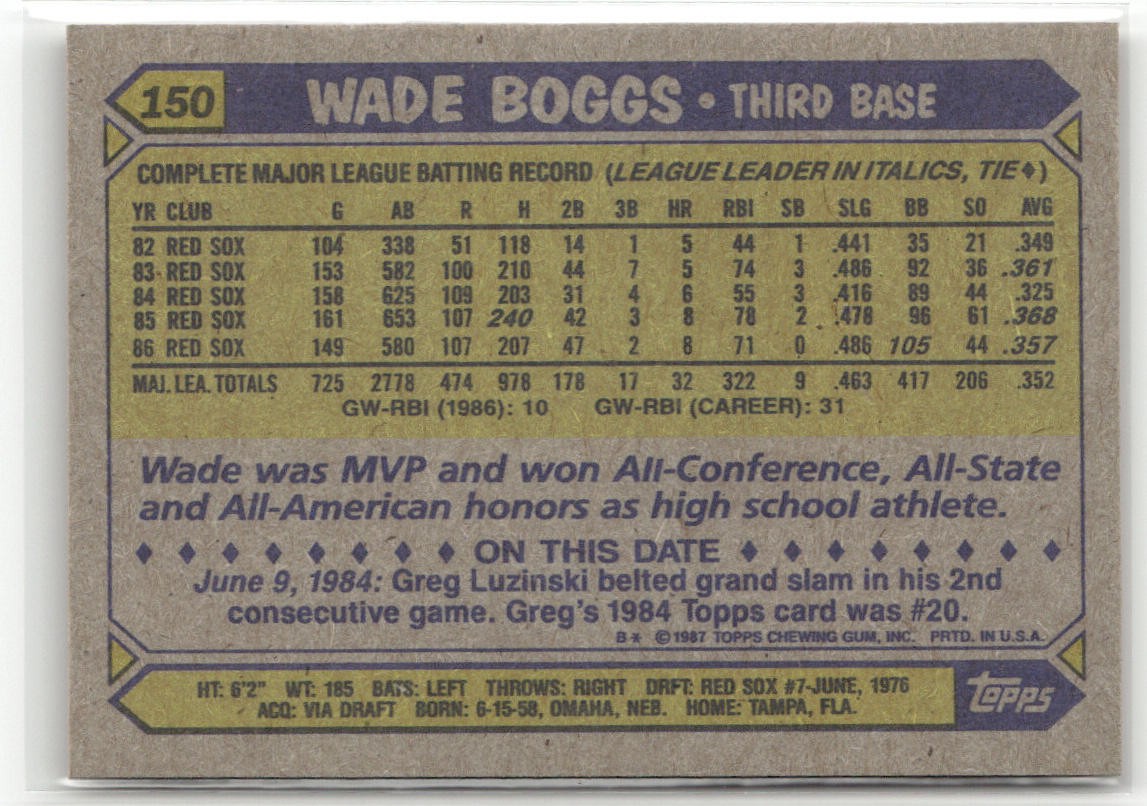 150 WADE BOGGS • THIRD BASE
COMPLETE MAJOR LEAGUE BATTING RECORD (LEAGUE LEADER IN ITALICS, TIE♦)
YR CLUB G AB R H 2B 3B HR RBI SB SLG BB SO AVG
82 RED SOX 104 338 51 118 14 1 5 44 1 .441 35 21 .349
83 RED SOX 153 582 100 210 44 7 5 74 3 .486 92 36 .361
84 RED SOX 158 625 109 203 31 4 6 55 3 .416 89 44 .325
85 RED SOX 161 653 107 240 42 3 8 78 2 .478 96 61 .368
86 RED SOX 149 580 107 207 47 2 8 71 0 .486 105 44 .357
MAJ. LEA. TOTALS 725 2778 474 978 178 17 32 322 9 .463 417 206 .352
GW-RBI (1986): 10 GW-RBI (CAREER): 31
Wade was MVP and won All-Conference, All-State
and All-American honors as high school athlete.
♦ ♦ ♦ ♦ ♦ ♦ ♦ ♦ ON THIS DATE ♦ ♦ ♦ ♦ ♦ ♦ ♦ ♦
June 9, 1984: Greg Luzinski belted grand slam in his 2nd
consecutive game. Greg's 1984 Topps card was #20.
B* ©1987 TOPPS CHEWING GUM, INC. PRTD. IN U.S.A.
HT: 6'2" WT: 185 BATS: LEFT THROWS: RIGHT DRFT: RED SOX #7-JUNE, 1976
ACQ: VIA DRAFT BORN: 6-15-58, OMAHA, NEB. HOME: TAMPA, FLA.
topps